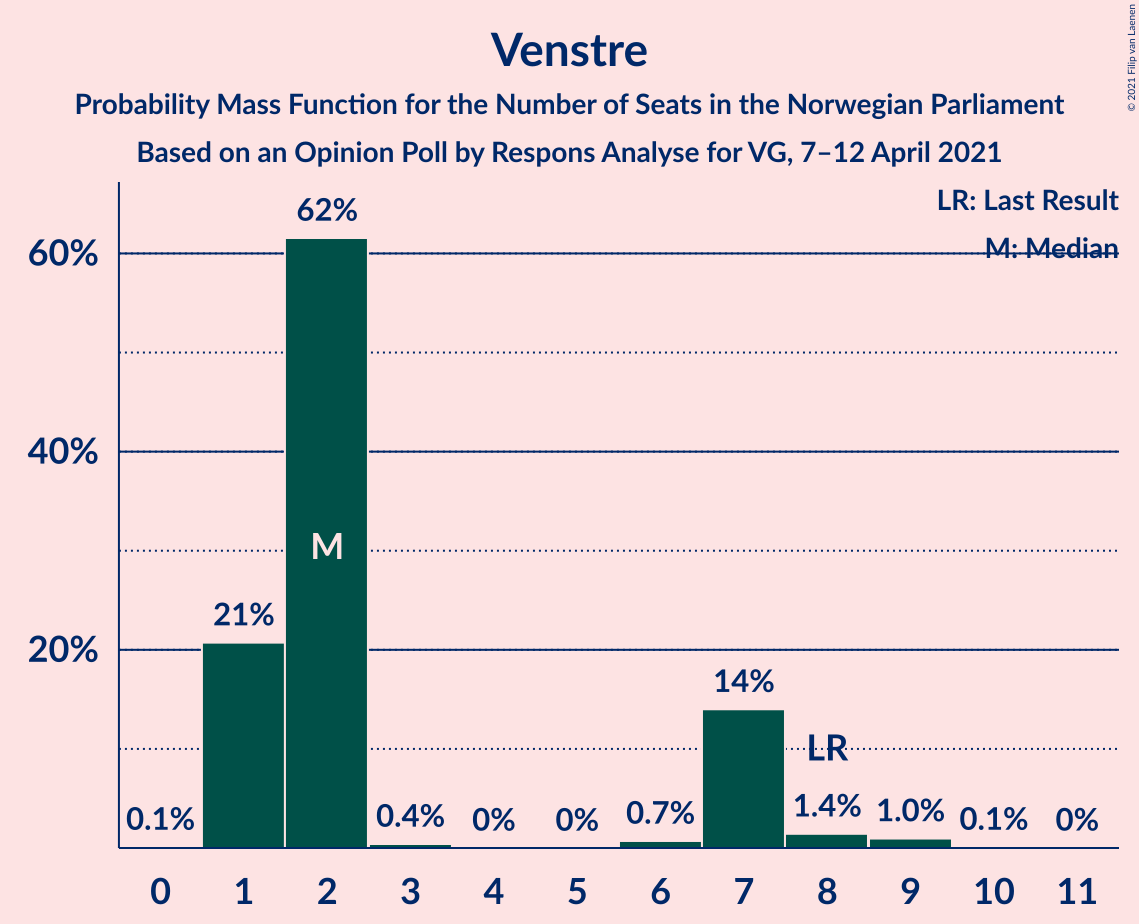 Venstre
Probability Mass Function for the Number of Seats in the Norwegian Parliament
Based on an Opinion Poll by Respons Analyse for VG, 7–12 April 2021
© 2021 Filip van Laenen
LR: Last Result
M: Median
60%
40%
20%
0.1%
21%
62%
M
0.4%
0%
0%
0.7%
14%
LR
1.4%
1.0%
0.1%
0%
0 1 2 3 4 5 6 7 8 9 10 11